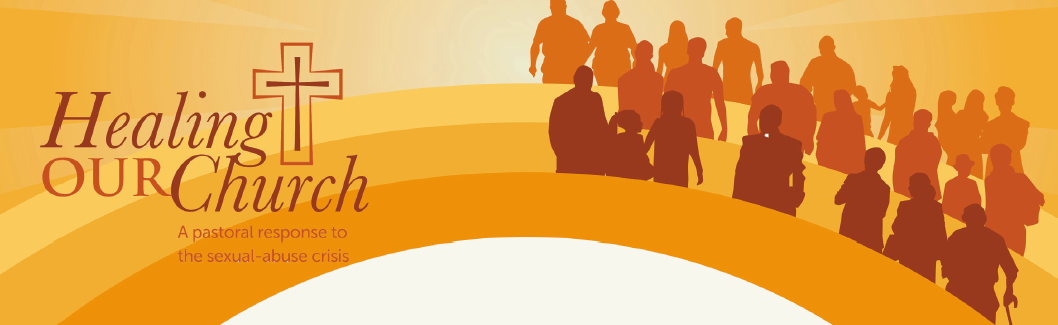 Healing
OUR Church
A pastoral response to
the sexual-abuse crisis